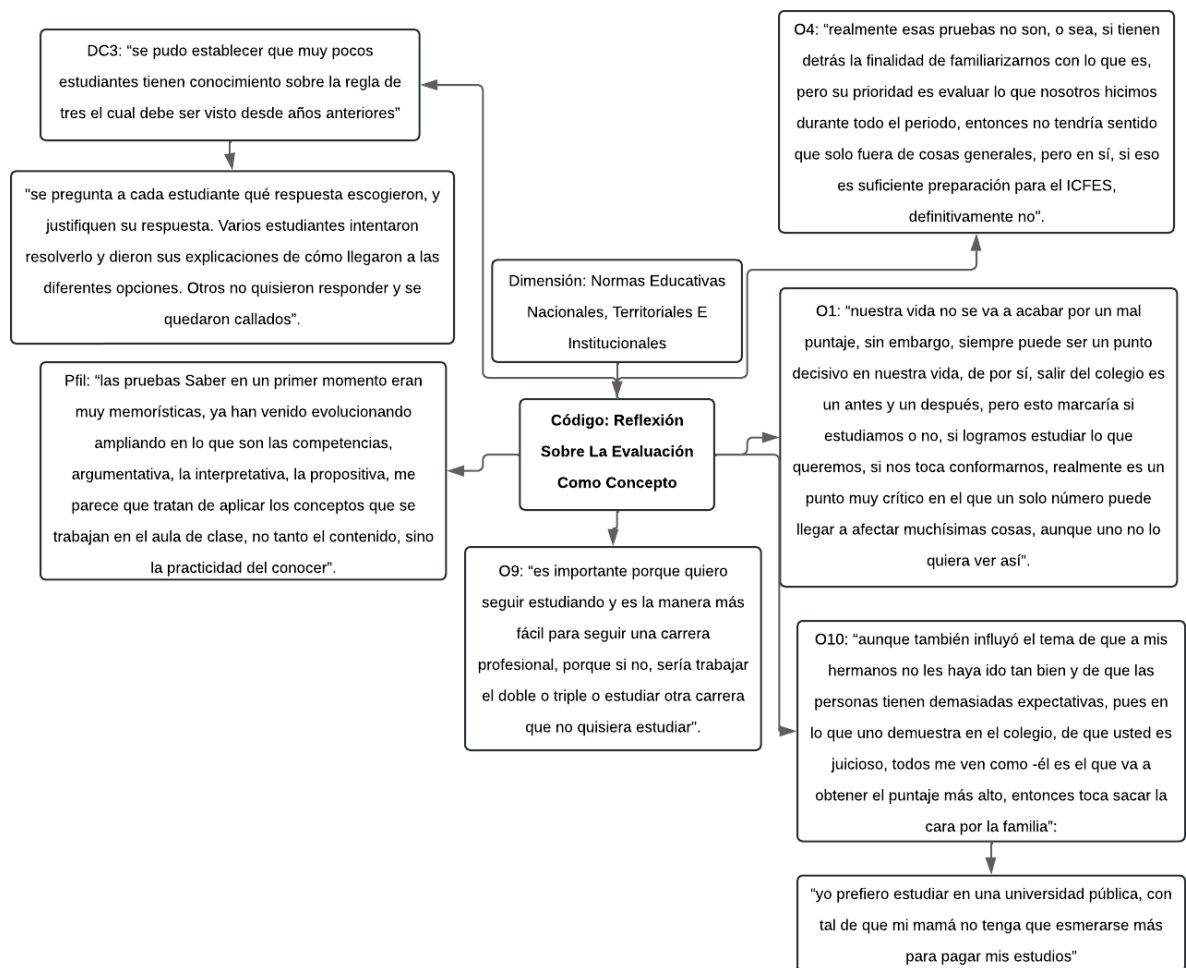 DC3: “se pudo establecer que muy pocos
estudiantes tienen conocimiento sobre la regla de
tres el cual debe ser visto desde años anteriores”
"se pregunta a cada estudiante qué respuesta escogieron, y
justifiquen su respuesta. Varios estudiantes intentaron
resolverlo y dieron sus explicaciones de cómo llegaron a las
diferentes opciones. Otros no quisieron responder y se
quedaron callados”.
Pfil: “las pruebas Saber en un primer momento eran
muy memorísticas, ya han venido evolucionando
ampliando en lo que son las competencias,
argumentativa, la interpretativa, la propositiva, me
parece que tratan de aplicar los conceptos que se
trabajan en el aula de clase, no tanto el contenido, sino
la practicidad del conocer”.
Dimensión: Normas Educativas
Nacionales, Territoriales E
Institucionales
Código: Reflexión
Sobre La Evaluación
Como Concepto
O9: “es importante porque quiero
seguir estudiando y es la manera más
fácil para seguir una carrera
profesional, porque si no, sería trabajar
el doble o triple o estudiar otra carrera
que no quisiera estudiar”.
O4: “realmente esas pruebas no son, o sea, si tienen
detrás la finalidad de familiarizarnos con lo que es,
pero su prioridad es evaluar lo que nosotros hicimos
durante todo el periodo, entonces no tendría sentido
que solo fuera de cosas generales, pero en sí, si eso
es suficiente preparación para el ICFES,
definitivamente no".
O1: “nuestra vida no se va a acabar por un mal
puntaje, sin embargo, siempre puede ser un punto
decisivo en nuestra vida, de por sí, salir del colegio es
un antes y un después, pero esto marcaría si
estudiamos o no, si logramos estudiar lo que
queremos, si nos toca conformarnos, realmente es un
punto muy crítico en el que un solo número puede
llegar a afectar muchísimas cosas, aunque uno no lo
quiera ver así”.
O10: “aunque también influyó el tema de que a mis
hermanos no les haya ido tan bien y de que las
personas tienen demasiadas expectativas, pues en
lo que uno demuestra en el colegio, de que usted es
juicioso, todos me ven como -él es el que va a
obtener el puntaje más alto, entonces toca sacar la
cara por la familia”:
“yo prefiero estudiar en una universidad pública, con
tal de que mi mamá no tenga que esmerarse más
para pagar mis estudios”